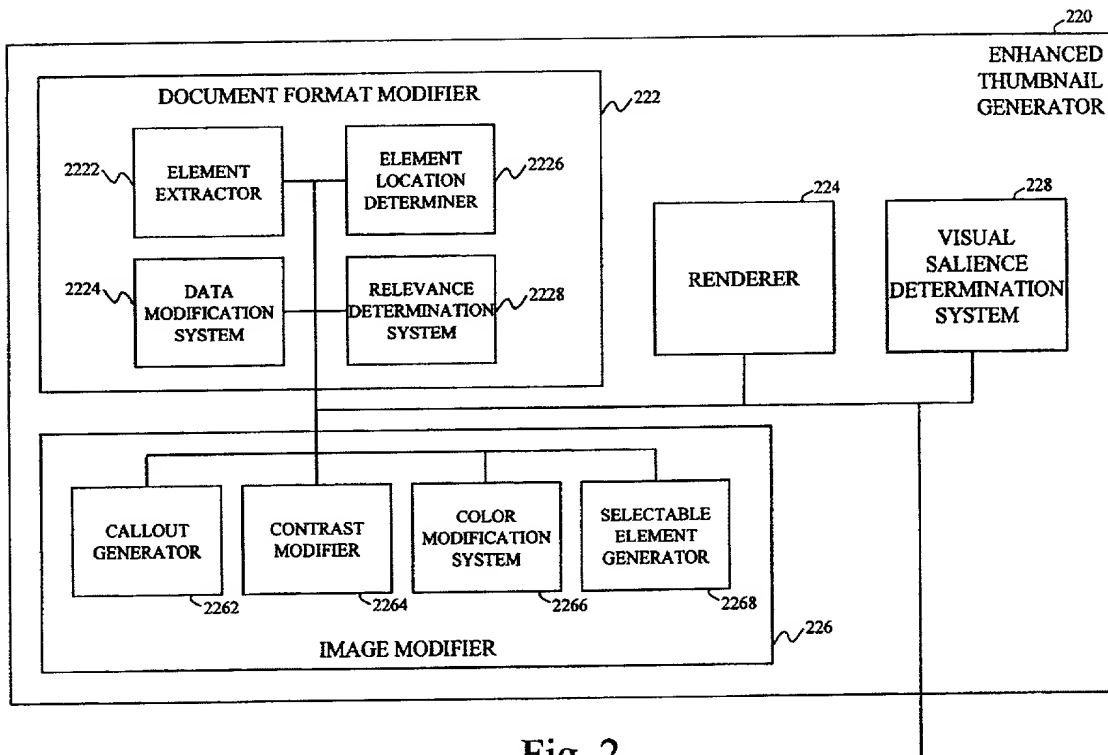 220
ENHANCED
THUMBNAIL
GENERATOR
DOCUMENT FORMAT MODIFIER
222
2222
ELEMENT
EXTRACTOR
ELEMENT
LOCATION
DETERMINER
2226
2224
DATA
MODIFICATION
SYSTEM
RELEVANCE
DETERMINATION
SYSTEM
2228
224
RENDERER
228
VISUAL
SALIENCE
DETERMINATION
SYSTEM
CALLOUT
GENERATOR
2262
CONTRAST
MODIFIER
2264
COLOR
MODIFICATION
SYSTEM
2266
SELECTABLE
ELEMENT
GENERATOR
2268
IMAGE MODIFIER
226
Fig. 2